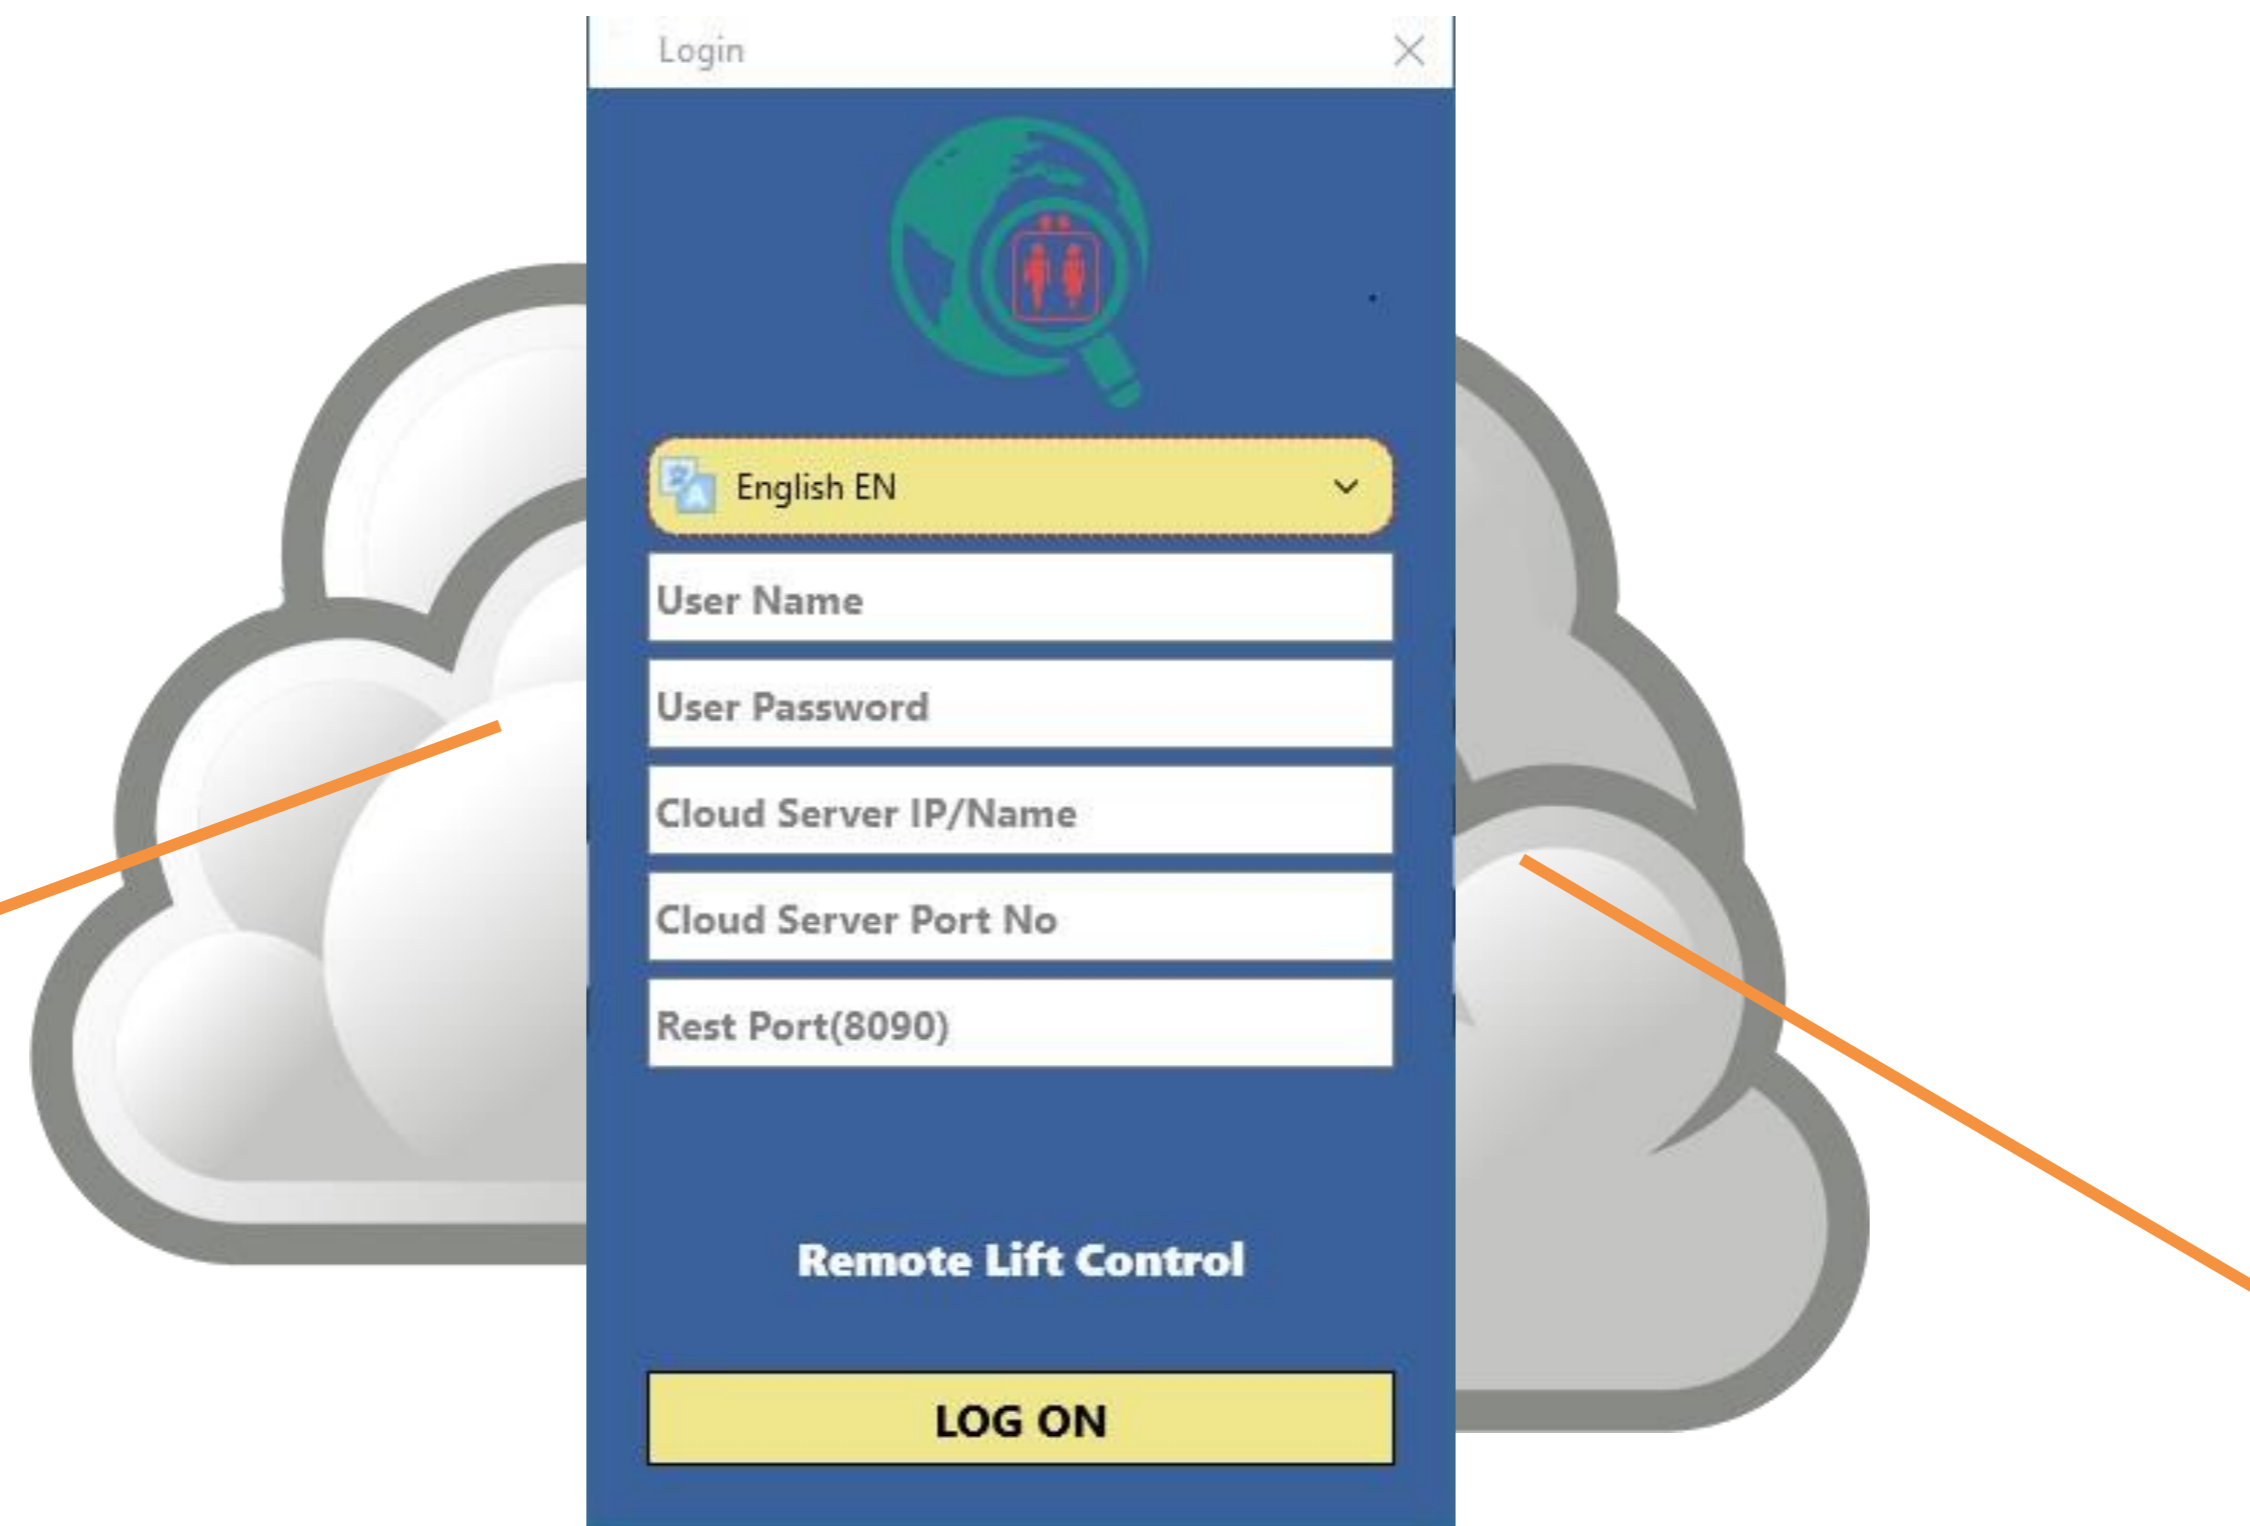 Login
English EN
User Name
User Password
Cloud Server IP/Name
Cloud Server Port No
Rest Port(8090)
Remote Lift Control
LOG ON